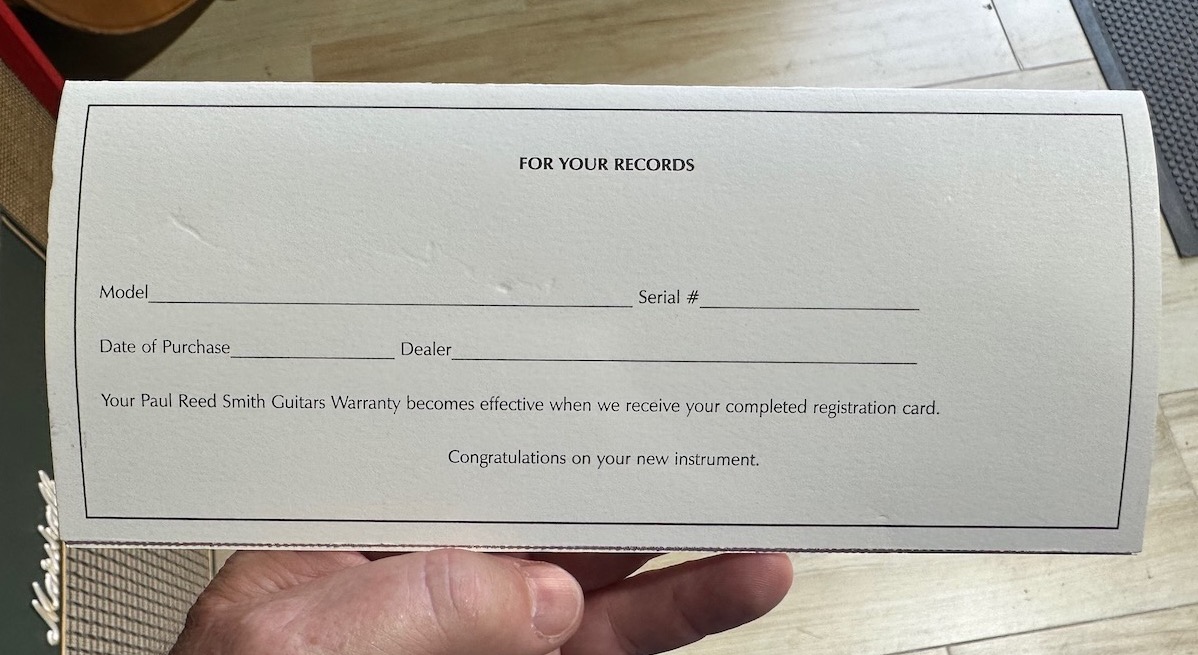 FOR YOUR RECORDS
Model Serial #
Date of Purchase Dealer
Your Paul Reed Smith Guitars Warranty becomes effective when we receive your completed registration card.
Congratulations on your new instrument.
Marshall